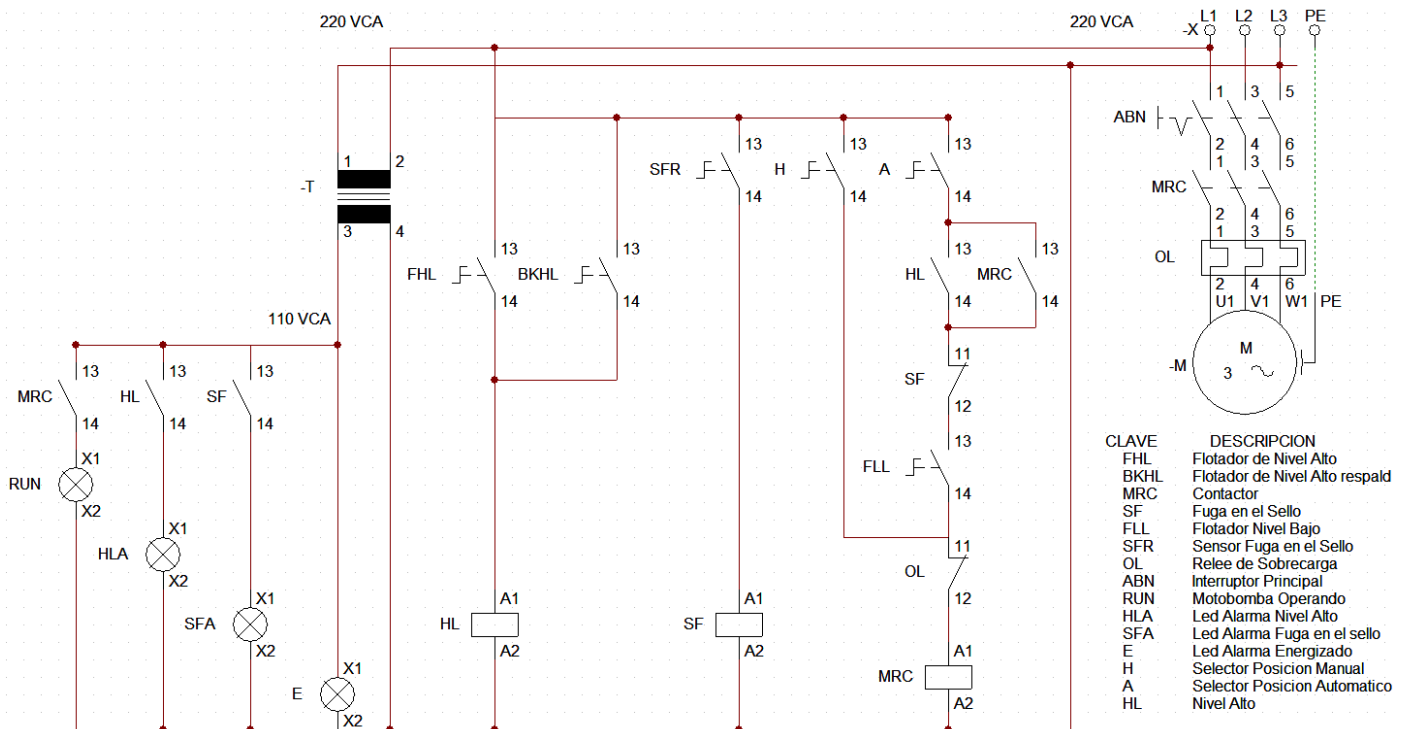 220 VCA
220 VCA
L1 L2 L3 PE
-X
1 3 5
ABN
2 4 6
1 3 5
MRC
2 4 6
1 3 5
OL
2 4 6
U1 V1 W1 PE
M
3
-M
1 2
-T
3 4
110 VCA
13
SFR
14
13
H
14
13
A
14
13
FHL
14
13
BKHL
14
13
HL
14
13
MRC
14
11
SF
12
13
FLL
14
11
OL
12
A1
MRC
A2
A1
HL
A2
A1
SF
A2
13
MRC
14
13
HL
14
13
SF
14
X1
RUN
X2
X1
HLA
X2
X1
SFA
X2
X1
E
X2
CLAVE DESCRIPCION
FHL Flotador de Nivel Alto
BKHL Flotador de Nivel Alto respald
MRC Contactor
SF Fuga en el Sello
FLL Flotador Nivel Bajo
SFR Sensor Fuga en el Sello
OL Relee de Sobrecarga
ABN Interruptor Principal
RUN Motobomba Operando
HLA Led Alarma Nivel Alto
SFA Led Alarma Fuga en el sello
E Led Alarma Energizado
H Selector Posicion Manual
A Selector Posicion Automatico
HL Nivel Alto